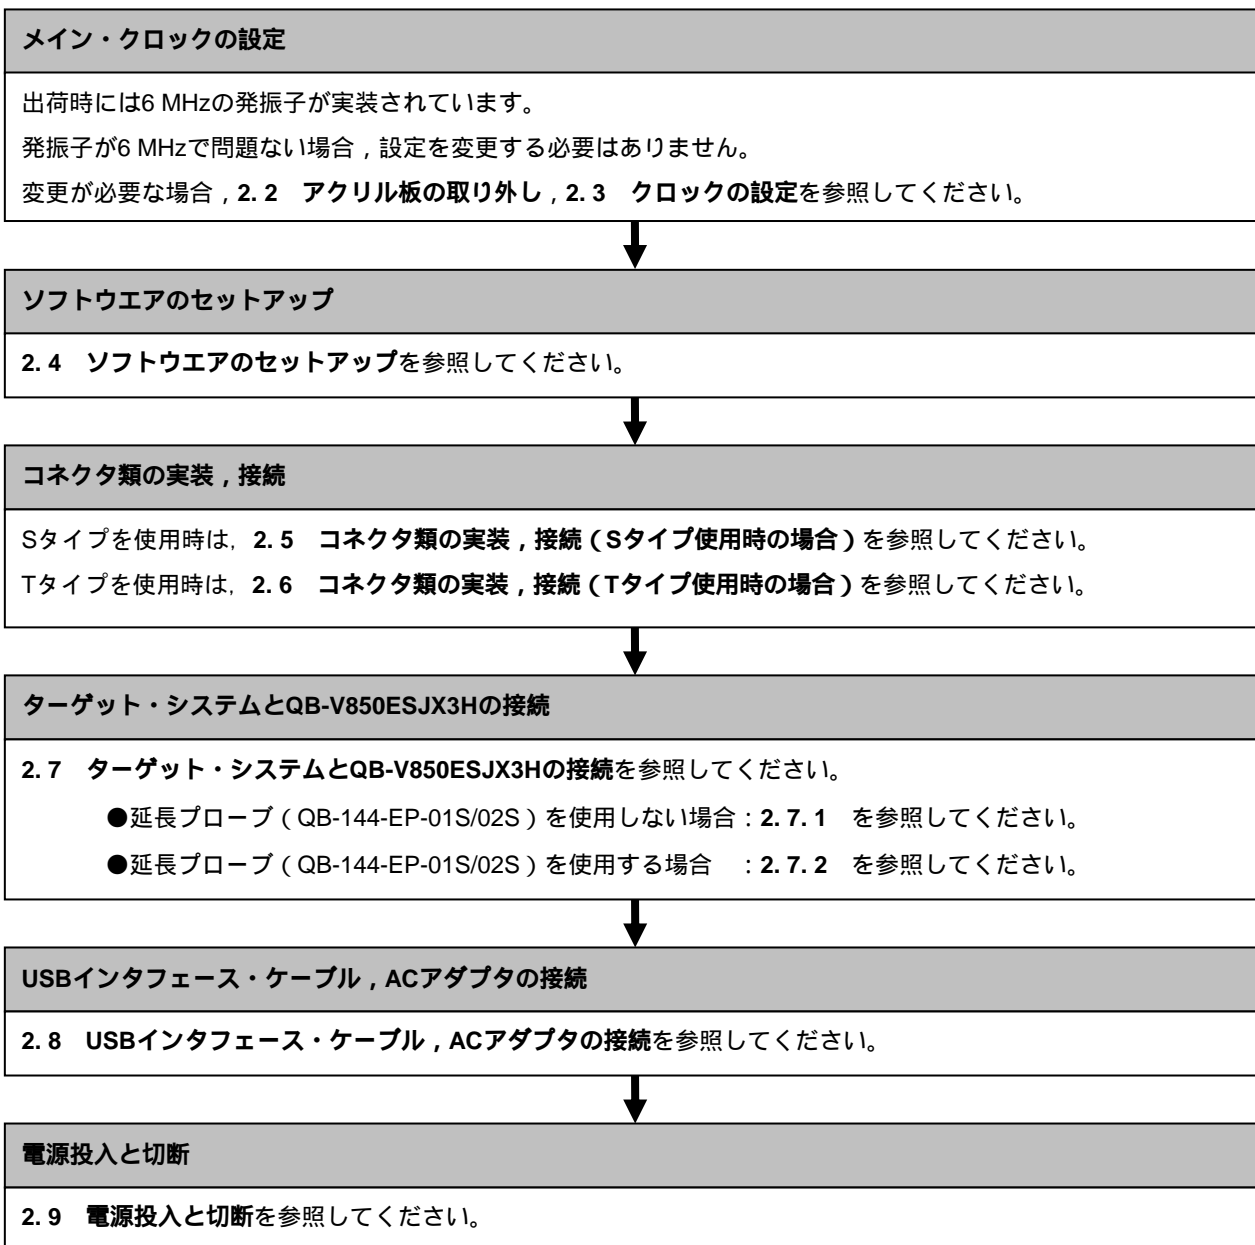 メイン・クロックの設定
出荷時には6 MHzの発振子が実装されています。
発振子が6 MHzで問題ない場合，設定を変更する必要はありません。
変更が必要な場合，2. 2　アクリル板の取り外し，2. 3　クロックの設定を参照してください。
ソフトウエアのセットアップ
2. 4　ソフトウエアのセットアップを参照してください。
コネクタ類の実装，接続
Sタイプを使用時は，2. 5　コネクタ類の実装，接続（Sタイプ使用時の場合）を参照してください。
Tタイプを使用時は，2. 6　コネクタ類の実装，接続（Tタイプ使用時の場合）を参照してください。
ターゲット・システムとQB-V850ESJX3Hの接続
2. 7　ターゲット・システムとQB-V850ESJX3Hの接続を参照してください。
●延長プローブ（QB-144-EP-01S/02S）を使用しない場合：2. 7. 1　を参照してください。
●延長プローブ（QB-144-EP-01S/02S）を使用する場合　：2. 7. 2　を参照してください。
USBインタフェース・ケーブル，ACアダプタの接続
2. 8　USBインタフェース・ケーブル，ACアダプタの接続を参照してください。
電源投入と切断
2. 9　電源投入と切断を参照してください。